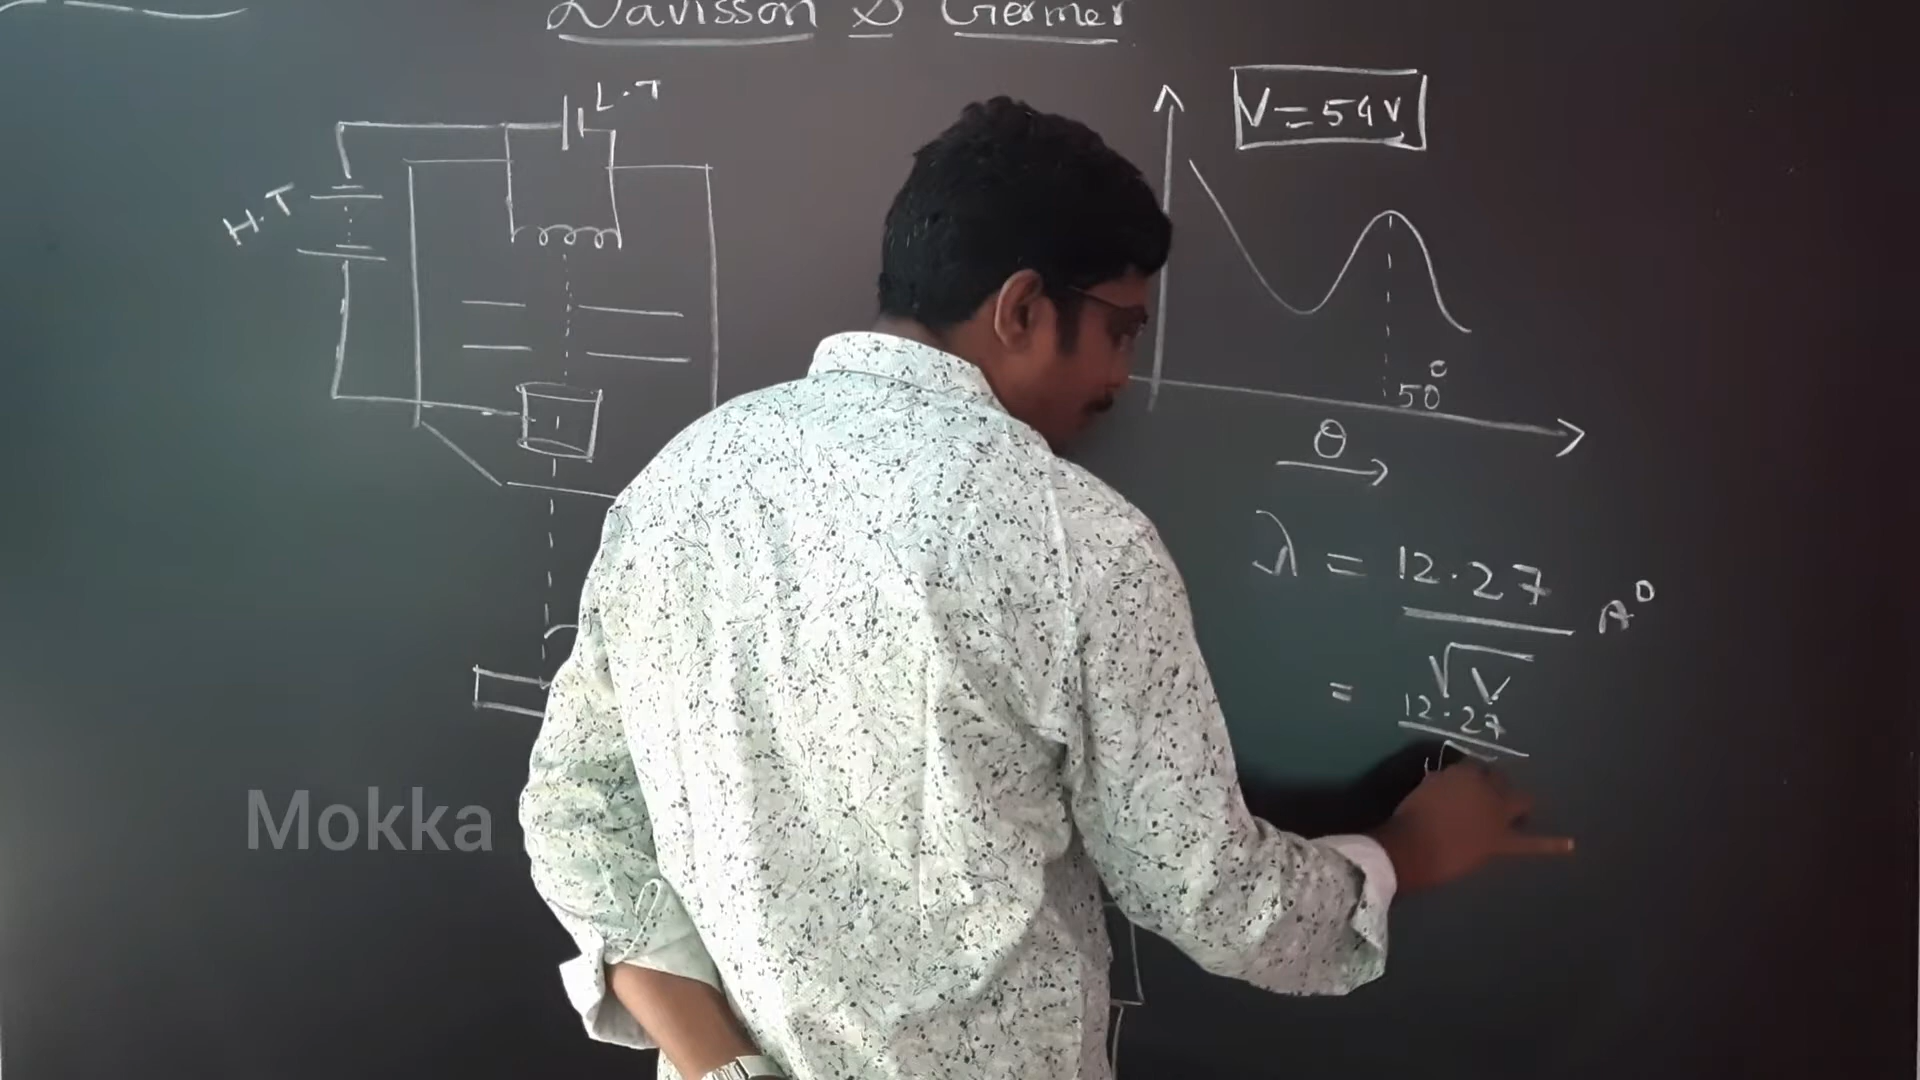 Davisson & Germer
L.T
H.T
V=54V
50°
θ
λ = 12.27 A°
√V
= 12.27
√
Mokka